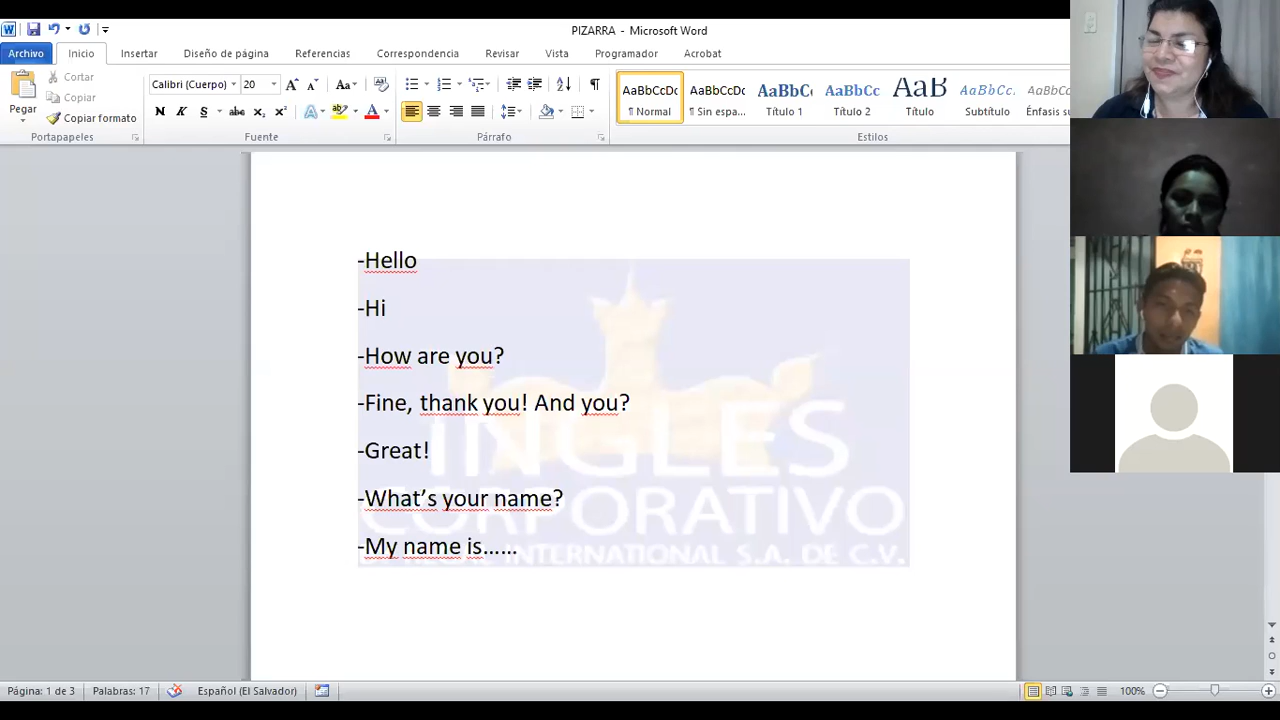 PIZARRA - Microsoft Word
Archivo Inicio Insertar Diseño de página Referencias Correspondencia Revisar Vista Programador Acrobat
Cortar
Copiar
Copiar formato
Pegar
Calibri (Cuerpo) 20
AaBbCcDc AaBbCcDc AaBbC AaBbCc AaB AaBbCc AaBbCcDc
¶ Normal ¶ Sin espa... Título 1 Título 2 Título Subtítulo Énfasis su
Portapapeles Fuente Párrafo Estilos
-Hello
-Hi
-How are you?
-Fine, thank you! And you?
-Great!
-What's your name?
-My name is......
INGLES
CORPORATIVO
INTERNATIONAL S.A. DE C.V.
Página: 1 de 3 Palabras: 17 Español (El Salvador) 100%